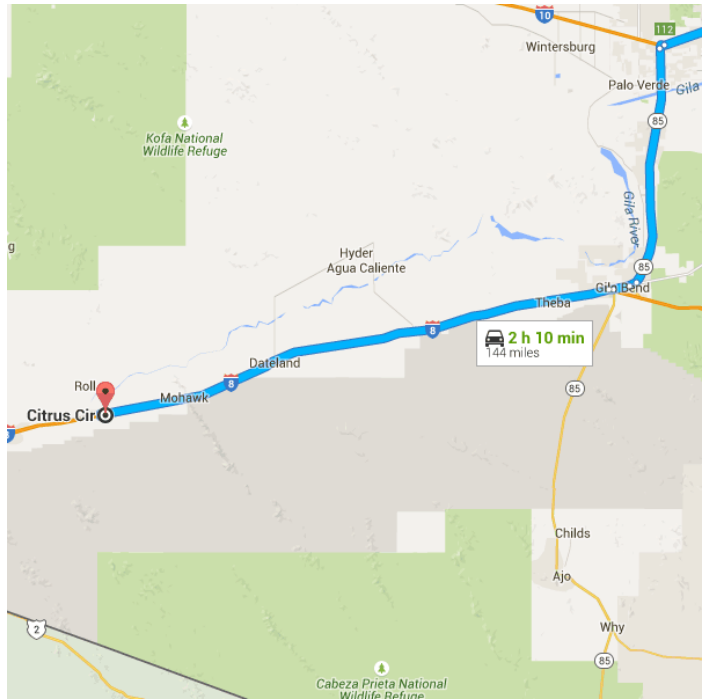 10
112
Wintersburg
Palo Verde
Gila
85
Kofa National
Wildlife Refuge
Gila River
g
Hyder
Agua Caliente
85
Gila Bend
Theba
8
2 h 10 min
144 miles
Dateland
Roll
8
Mohawk
Citrus Cir
85
Childs
Ajo
2
Why
85
Cabeza Prieta National
Wildlife Refuge